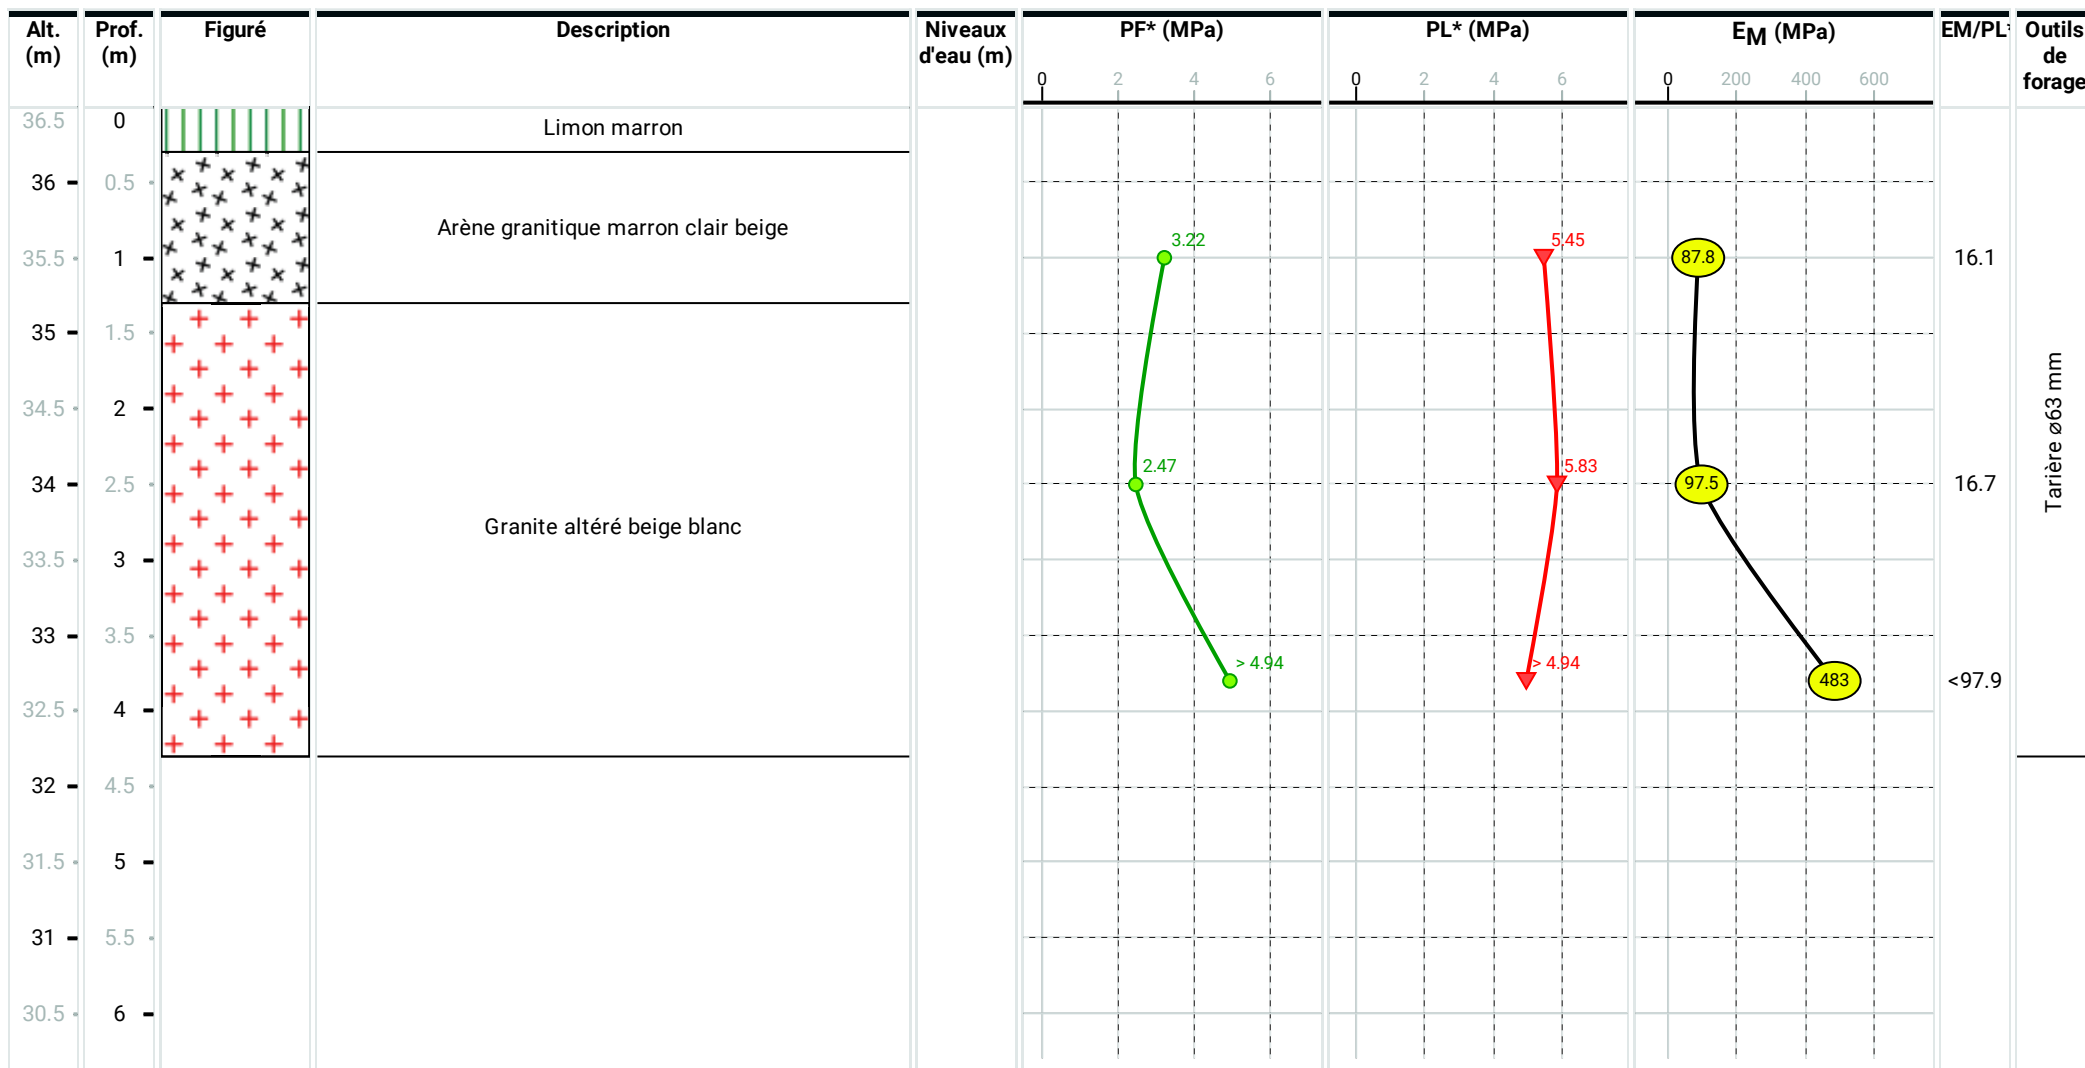 Alt. (m)
Prof. (m)
Figuré
Description
Niveaux d'eau (m)
PF* (MPa)
PL* (MPa)
EM (MPa)
EM/PL*
Outils de forage
0 2 4 6
0 2 4 6
0 200 400 600
36.5 0
Limon marron
36 0.5
Arène granitique marron clair beige
3.22 5.45
35.5 1 87.8 16.1
35 1.5
34.5 2
Tarière ø63 mm
2.47 5.83
34 2.5 97.5 16.7
Granite altéré beige blanc
33.5 3
33 3.5
> 4.94 > 4.94
483 <97.9
32.5 4
32 4.5
31.5 5
31 5.5
30.5 6